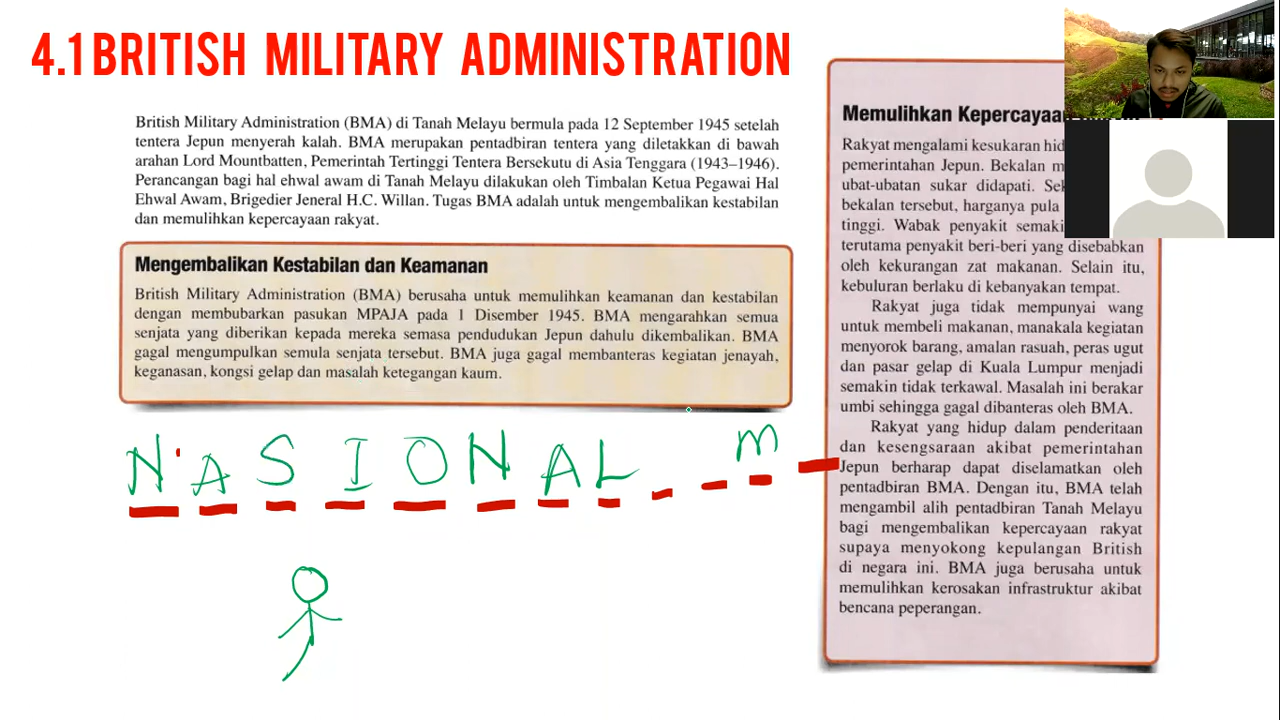 4.1 BRITISH MILITARY ADMINISTRATION
British Military Administration (BMA) di Tanah Melayu bermula pada 12 September 1945 setelah
tentera Jepun menyerah kalah. BMA merupakan pentadbiran tentera yang diletakkan di bawah
arahan Lord Mountbatten, Pemerintah Tertinggi Tentera Bersekutu di Asia Tenggara (1943–1946).
Perancangan bagi hal ehwal awam di Tanah Melayu dilakukan oleh Timbalan Ketua Pegawai Hal
Ehwal Awam, Brigedier Jeneral H.C. Willan. Tugas BMA adalah untuk mengembalikan kestabilan
dan memulihkan kepercayaan rakyat.
Mengembalikan Kestabilan dan Keamanan
British Military Administration (BMA) berusaha untuk memulihkan keamanan dan kestabilan
dengan membubarkan pasukan MPAJA pada 1 Disember 1945. BMA mengarahkan semua
senjata yang diberikan kepada mereka semasa pendudukan Jepun dahulu dikembalikan. BMA
gagal mengumpulkan semula senjata tersebut. BMA juga gagal membanteras kegiatan jenayah,
keganasan, kongsi gelap dan masalah ketegangan kaum.
N A S I O N A L m
Memulihkan Kepercayaan
Rakyat mengalami kesukaran
pemerintahan Jepun. Bekalan
ubat-ubatan sukar didapati.
bekalan tersebut, harganya pula
tinggi. Wabak penyakit
terutama penyakit beri-beri yang disebabkan
oleh kekurangan zat makanan. Selain itu,
kebuluran berlaku di kebanyakan tempat.
Rakyat juga tidak mempunyai wang
untuk membeli makanan, manakala kegiatan
menyorok barang, amalan rasuah, peras ugut
dan pasar gelap di Kuala Lumpur menjadi
semakin tidak terkawal. Masalah ini berakar
umbi sehingga gagal dibanteras oleh BMA.
Rakyat yang hidup dalam penderitaan
dan kesengsaraan akibat pemerintahan
Jepun berharap dapat diselamatkan oleh
pentadbiran BMA. Dengan itu, BMA telah
mengambil alih pentadbiran Tanah Melayu
bagi mengembalikan kepercayaan rakyat
supaya menyokong kepulangan British
di negara ini. BMA juga berusaha untuk
memulihkan kerosakan infrastruktur akibat
bencana peperangan.